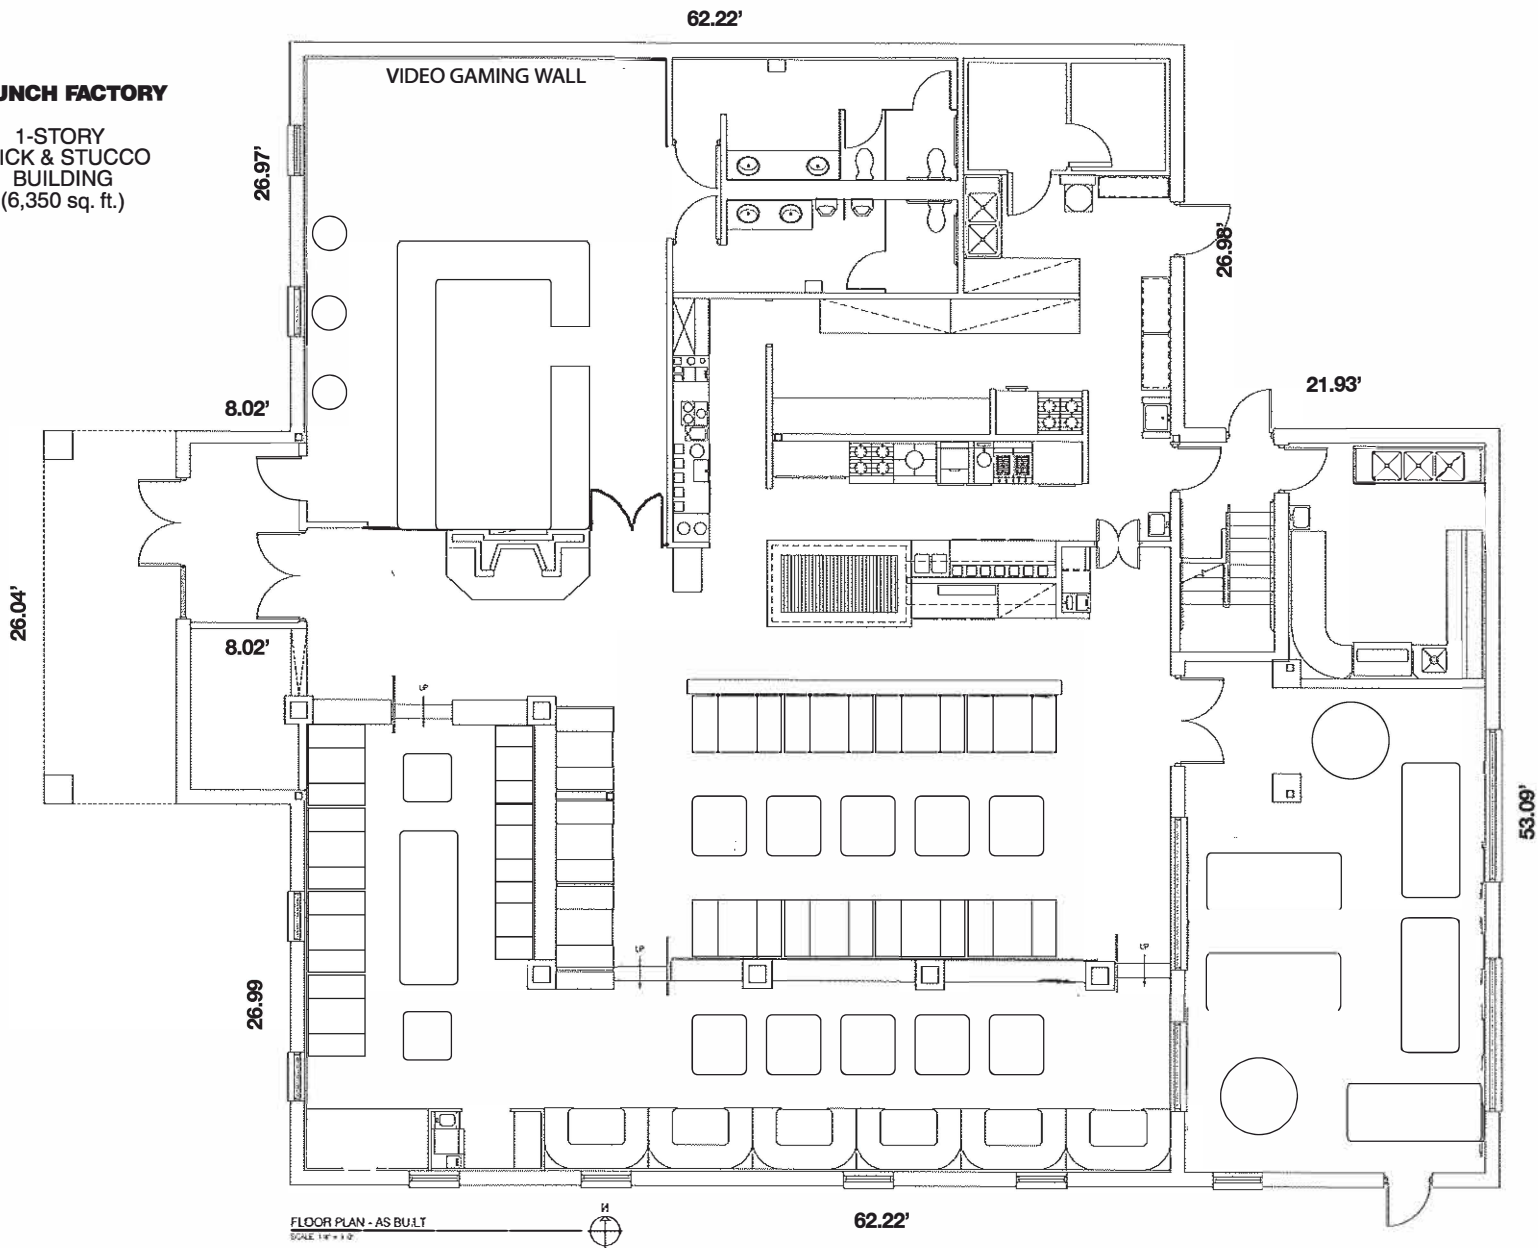 62.22'
UNCH FACTORY
1-STORY
ICK & STUCCO
BUILDING
(6,350 sq. ft.)
VIDEO GAMING WALL
26.97'
26.98'
8.02'
21.93'
26.04'
8.02'
UP
53.09'
UP
UP
26.99
62.22'
N
FLOOR PLAN - AS BUILT
SCALE